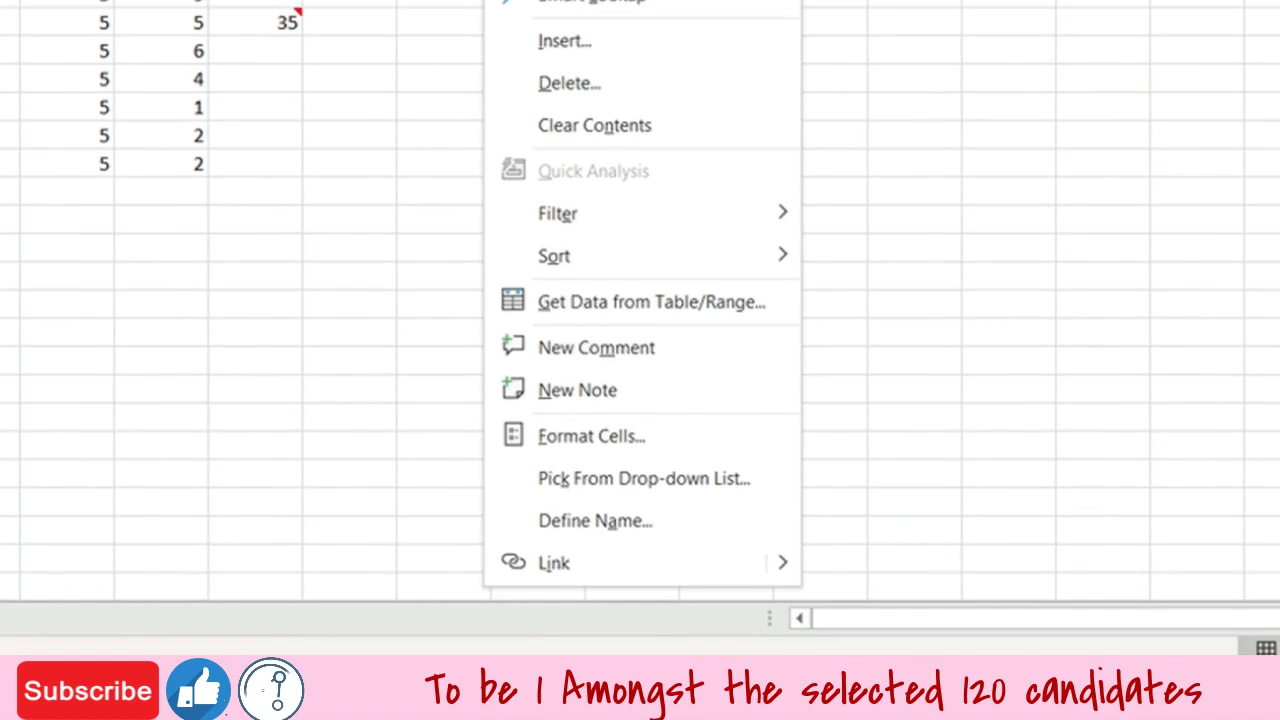 5 5 35
5 6
5 4
5 1
5 2
5 2
Insert...
Delete...
Clear Contents
Quick Analysis
Filter
Sort
Get Data from Table/Range...
New Comment
New Note
Format Cells...
Pick From Drop-down List...
Define Name...
Link
Subscribe
To be 1 Amongst the selected 120 candidates